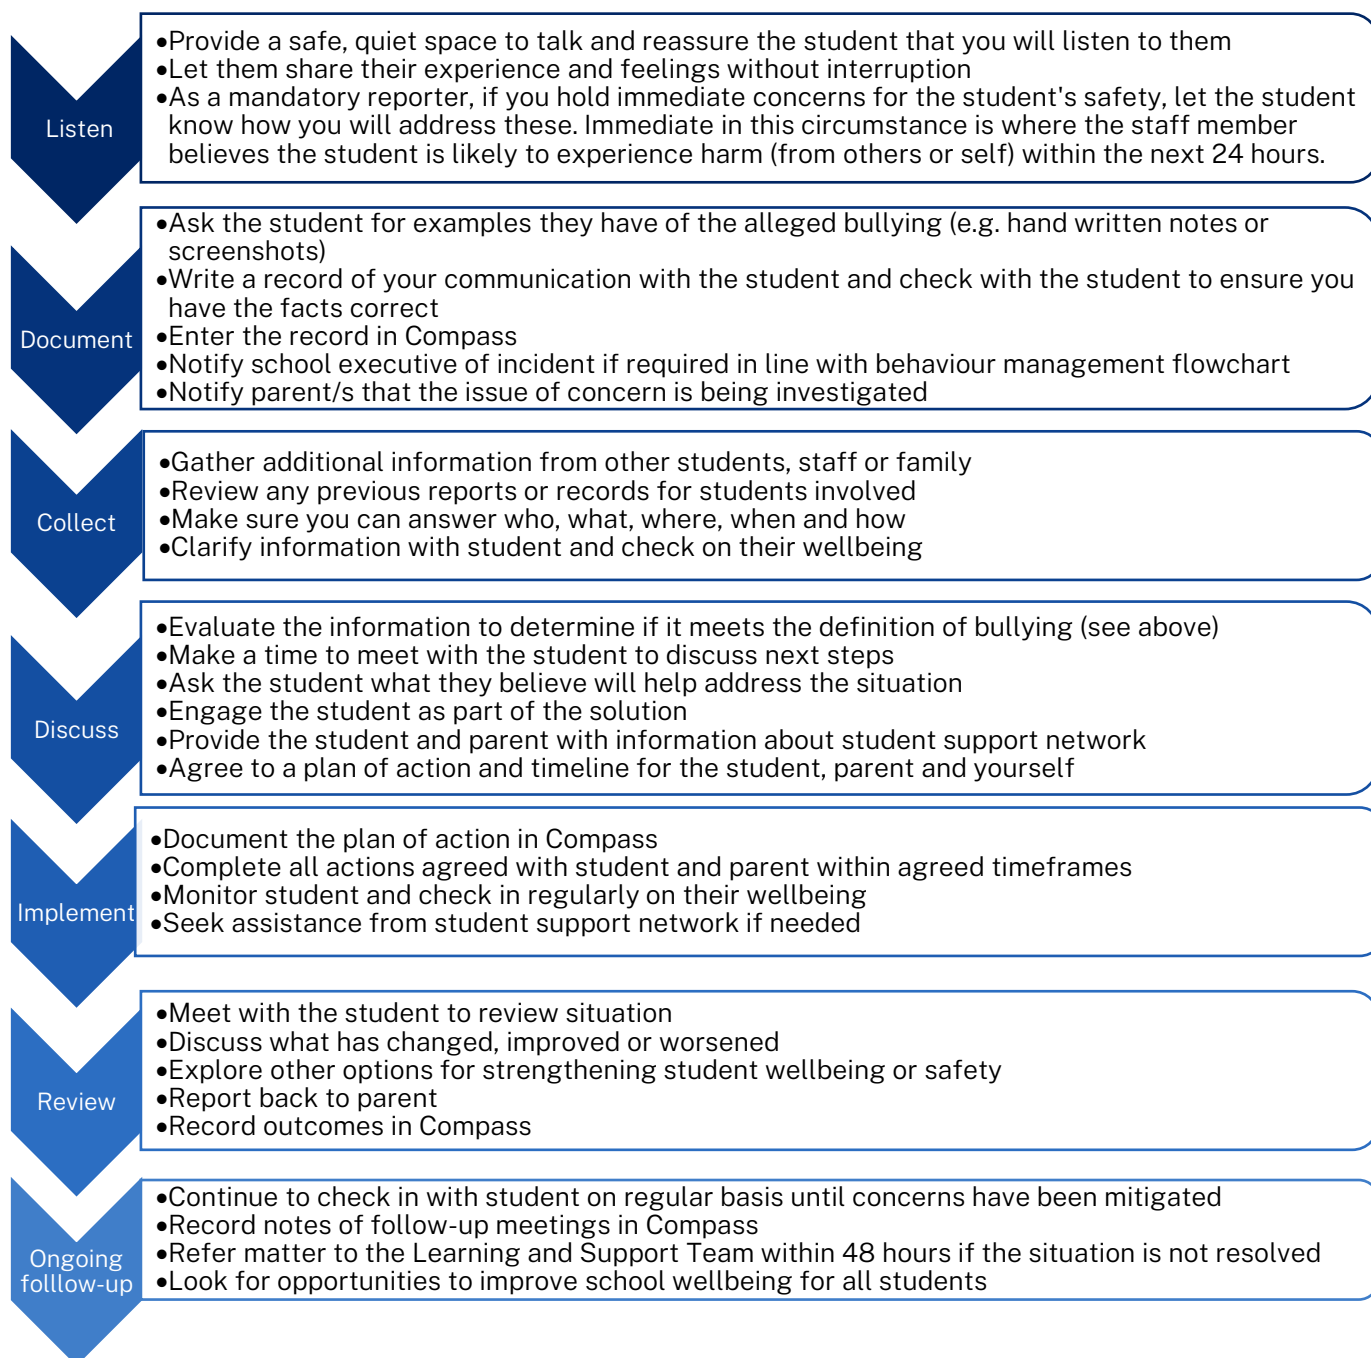 Listen
•Provide a safe, quiet space to talk and reassure the student that you will listen to them
•Let them share their experience and feelings without interruption
•As a mandatory reporter, if you hold immediate concerns for the student's safety, let the student
know how you will address these. Immediate in this circumstance is where the staff member
believes the student is likely to experience harm (from others or self) within the next 24 hours.
Document
•Ask the student for examples they have of the alleged bullying (e.g. hand written notes or
screenshots)
•Write a record of your communication with the student and check with the student to ensure you
have the facts correct
•Enter the record in Compass
•Notify school executive of incident if required in line with behaviour management flowchart
•Notify parent/s that the issue of concern is being investigated
Collect
•Gather additional information from other students, staff or family
•Review any previous reports or records for students involved
•Make sure you can answer who, what, where, when and how
•Clarify information with student and check on their wellbeing
Discuss
•Evaluate the information to determine if it meets the definition of bullying (see above)
•Make a time to meet with the student to discuss next steps
•Ask the student what they believe will help address the situation
•Engage the student as part of the solution
•Provide the student and parent with information about student support network
•Agree to a plan of action and timeline for the student, parent and yourself
Implement
•Document the plan of action in Compass
•Complete all actions agreed with student and parent within agreed timeframes
•Monitor student and check in regularly on their wellbeing
•Seek assistance from student support network if needed
Review
•Meet with the student to review situation
•Discuss what has changed, improved or worsened
•Explore other options for strengthening student wellbeing or safety
•Report back to parent
•Record outcomes in Compass
Ongoing
folllow-up
•Continue to check in with student on regular basis until concerns have been mitigated
•Record notes of follow-up meetings in Compass
•Refer matter to the Learning and Support Team within 48 hours if the situation is not resolved
•Look for opportunities to improve school wellbeing for all students